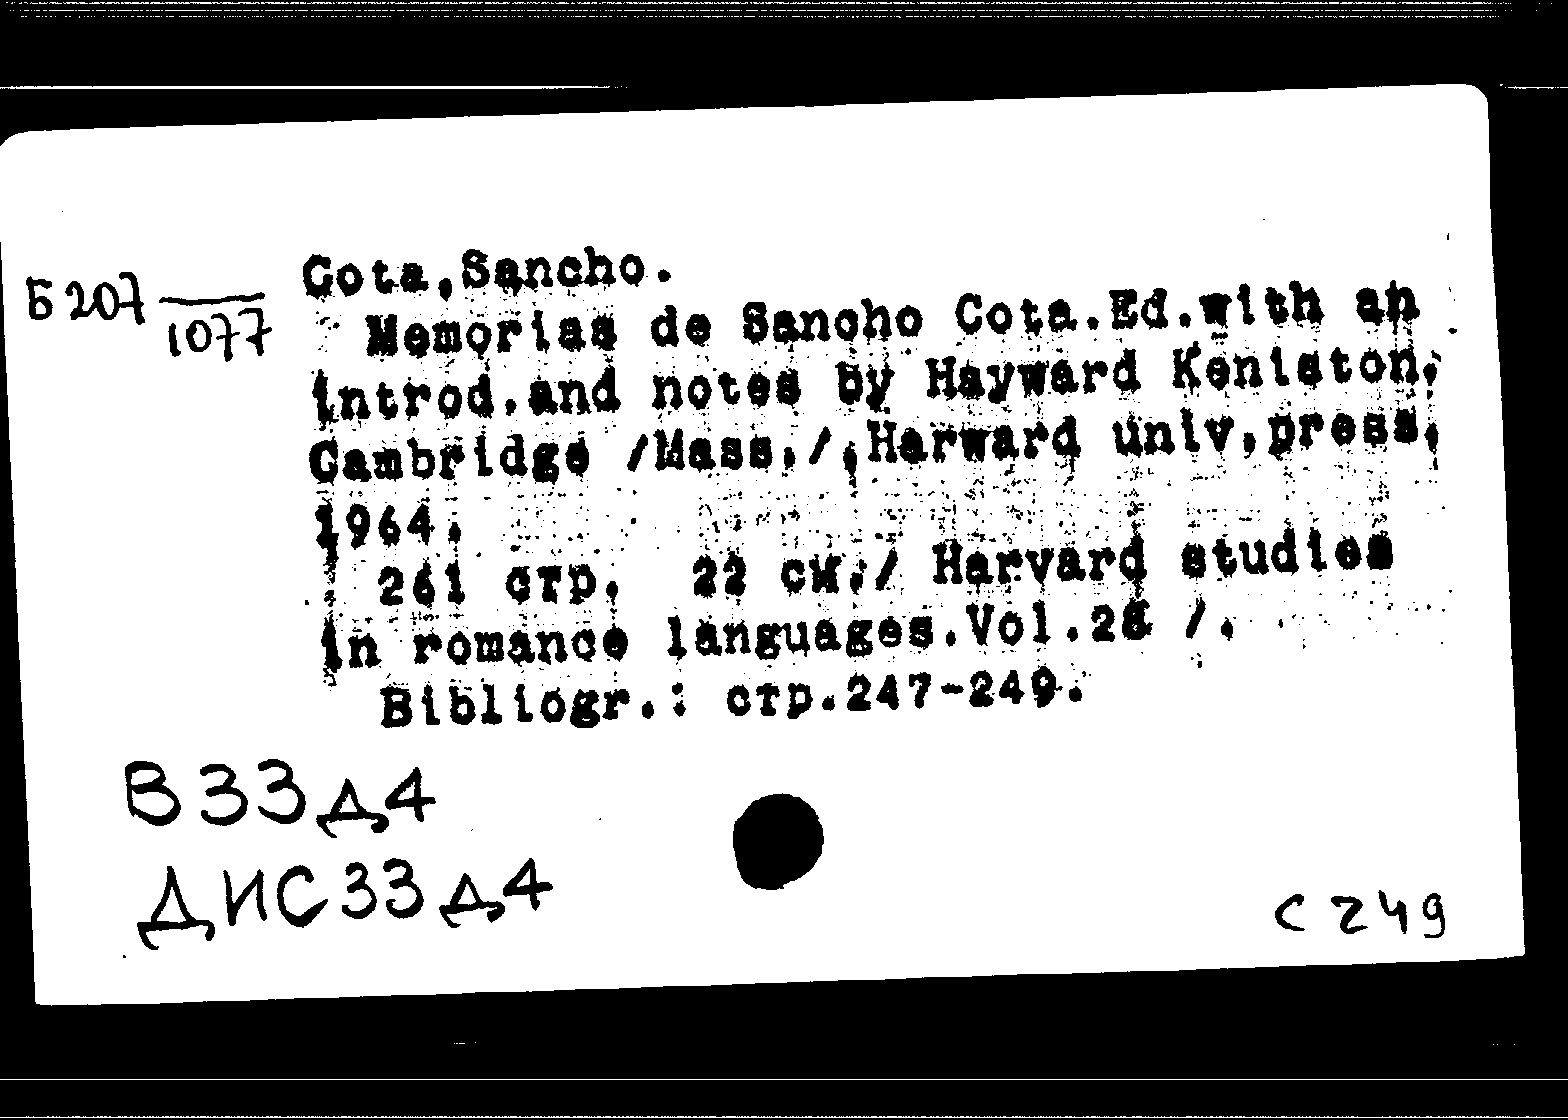 Cota,Sancho.
Б 207 / 1077
Memorias de Sancho Cota.Ed.with an
introd.and notes by Hayward Keniston.
Cambridge /Mass./,Harward univ.press,
1964.
261 стр. 22 см./ Harvard studies
in romance languages.Vol.28 /.
Bibliogr.: стр.247-249.
В33д4
ДИС33д4
С 249